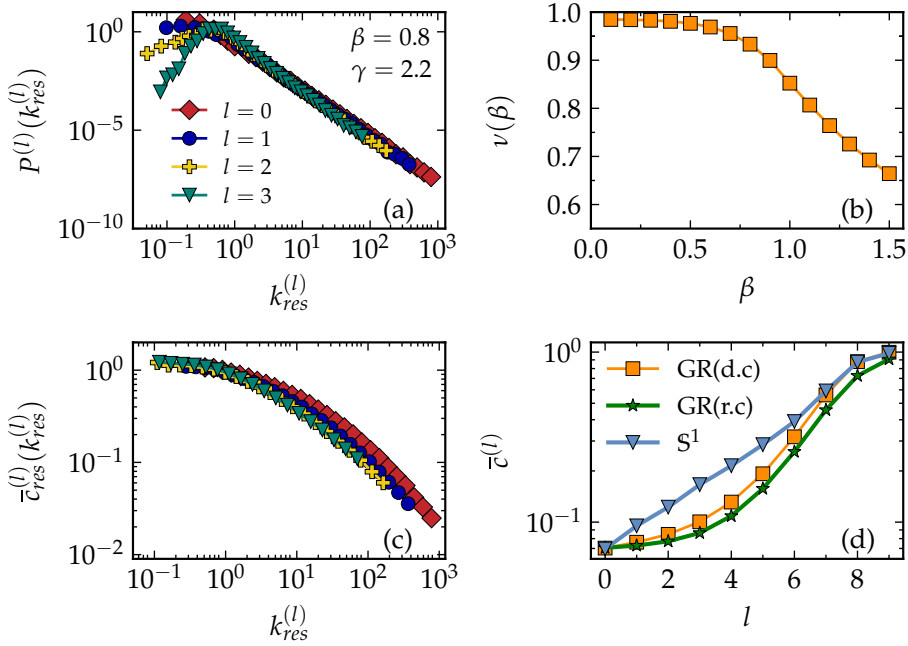 10^0
10^{-5}
10^{-10}
P^{(l)}(k_{res}^{(l)})
β = 0.8
γ = 2.2
l = 0
l = 1
l = 2
l = 3
(a)
10^{-1} 10^0 10^1 10^2 10^3
k_{res}^{(l)}
1.0
0.9
0.8
0.7
0.6
ν(β)
(b)
0.0 0.5 1.0 1.5
β
10^0
10^{-1}
10^{-2}
c̅_{res}^{(l)}(k_{res}^{(l)})
(c)
10^{-1} 10^0 10^1 10^2 10^3
k_{res}^{(l)}
10^0
10^{-1}
c̅^{(l)}
GR(d.c)
GR(r.c)
S^1
(d)
0 2 4 6 8
l